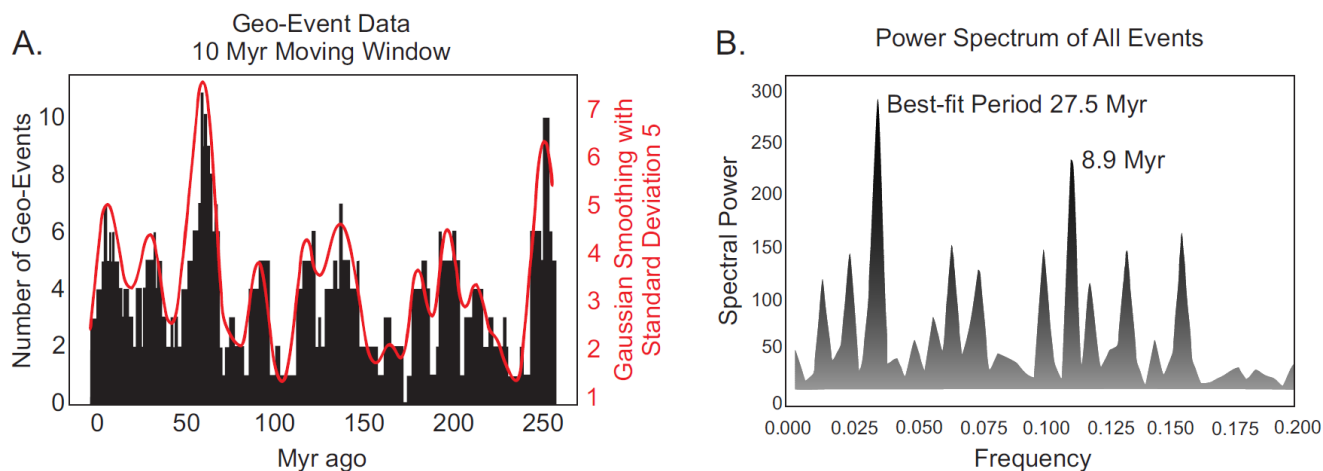 A.
Geo-Event Data
10 Myr Moving Window
Number of Geo-Events
10
8
6
4
2
0
7
6
5
4
3
2
1
Gaussian Smoothing with
Standard Deviation 5
0 50 100 150 200 250
Myr ago
B.
Power Spectrum of All Events
Spectral Power
300
250
200
150
100
50
0
Best-fit Period 27.5 Myr
8.9 Myr
0.000 0.025 0.050 0.075 0.100 0.125 0.150 0.175 0.200
Frequency